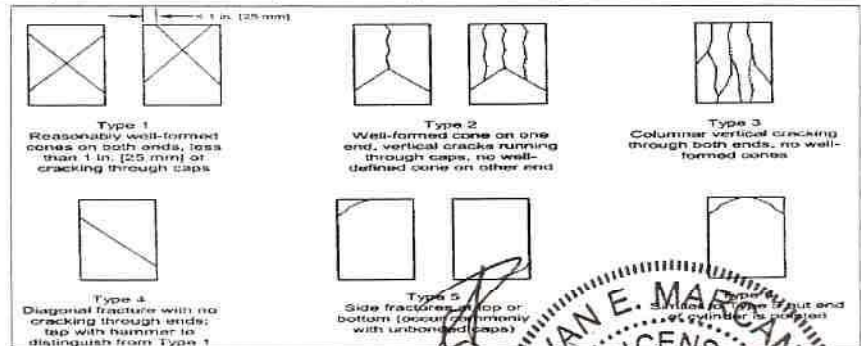 < 1 in. [25 mm]
Type 1
Reasonably well-formed
cones on both ends, less
than 1 in. [25 mm] of
cracking through caps
Type 2
Well-formed cone on one
end, vertical cracks running
through caps, no well-
defined cone on other end
Type 3
Columnar vertical cracking
through both ends, no well-
formed cones
Type 4
Diagonal fracture with no
cracking through ends;
tap with hammer to
distinguish from Type 1
Type 5
Side fractures at top or
bottom (occur commonly
with unbonded caps)
Type 6
Similar to Type 5 but end
of cylinder is pointed
E.